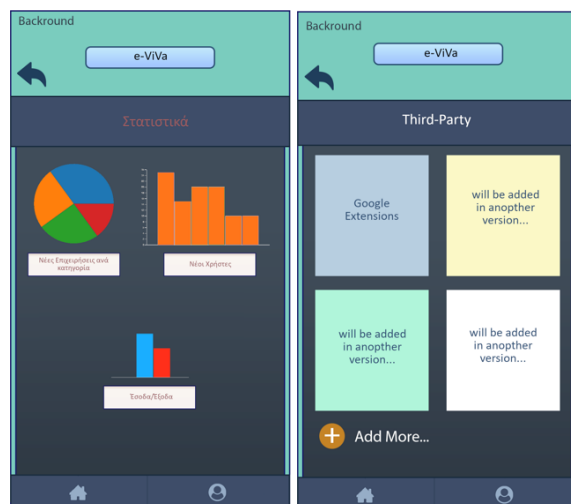 Backround
e-ViVa
Στατιστικά
Νέες Επιχειρήσεις ανά
κατηγορία
Νέοι Χρήστες
Έσοδα/Έξοδα
Backround
e-ViVa
Third-Party
Google
Extensions
will be added
in anopther
version...
will be added
in anopther
version...
will be added
in anopther
version...
Add More...